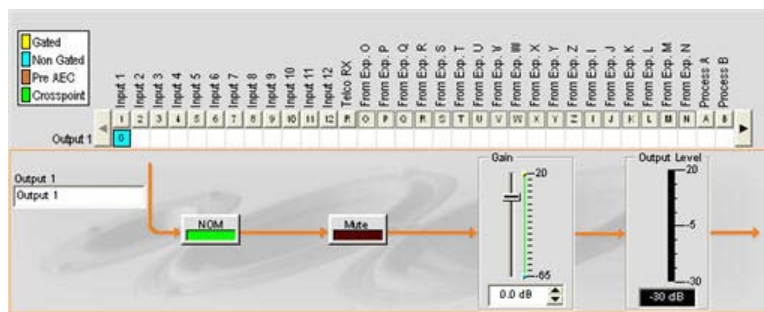 Gated
Non Gated
Pre AEC
Crosspoint
Input 1
Input 2
Input 3
Input 4
Input 5
Input 6
Input 7
Input 8
Input 9
Input 10
Input 11
Input 12
Telco RX
From Exp. O
From Exp. P
From Exp. Q
From Exp. R
From Exp. S
From Exp. T
From Exp. U
From Exp. V
From Exp. W
From Exp. X
From Exp. Y
From Exp. Z
From Exp. I
From Exp. J
From Exp. K
From Exp. L
From Exp. M
From Exp. N
Process A
Process B
1 2 3 4 5 6 7 8 9 10 11 12 R O P Q R S T U V W X Y Z I J K L M N A B
Output 1 0
Output 1
Output 1
NOM
Mute
Gain
20
-65
0.0 dB
Output Level
20
-5
-30
-30 dB